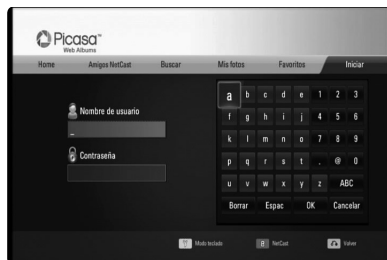 Picasa™
Web Albums
Home Amigos NetCast Buscar Mis fotos Favoritos Iniciar
Nombre de usuario
_
Contraseña
a b c d e 1 2 3
f g h i j 4 5 6
k l m n o 7 8 9
p q r s t . @ 0
u v w x y z ABC
Borrar Espac OK Cancelar
Modo teclado NetCast Volver